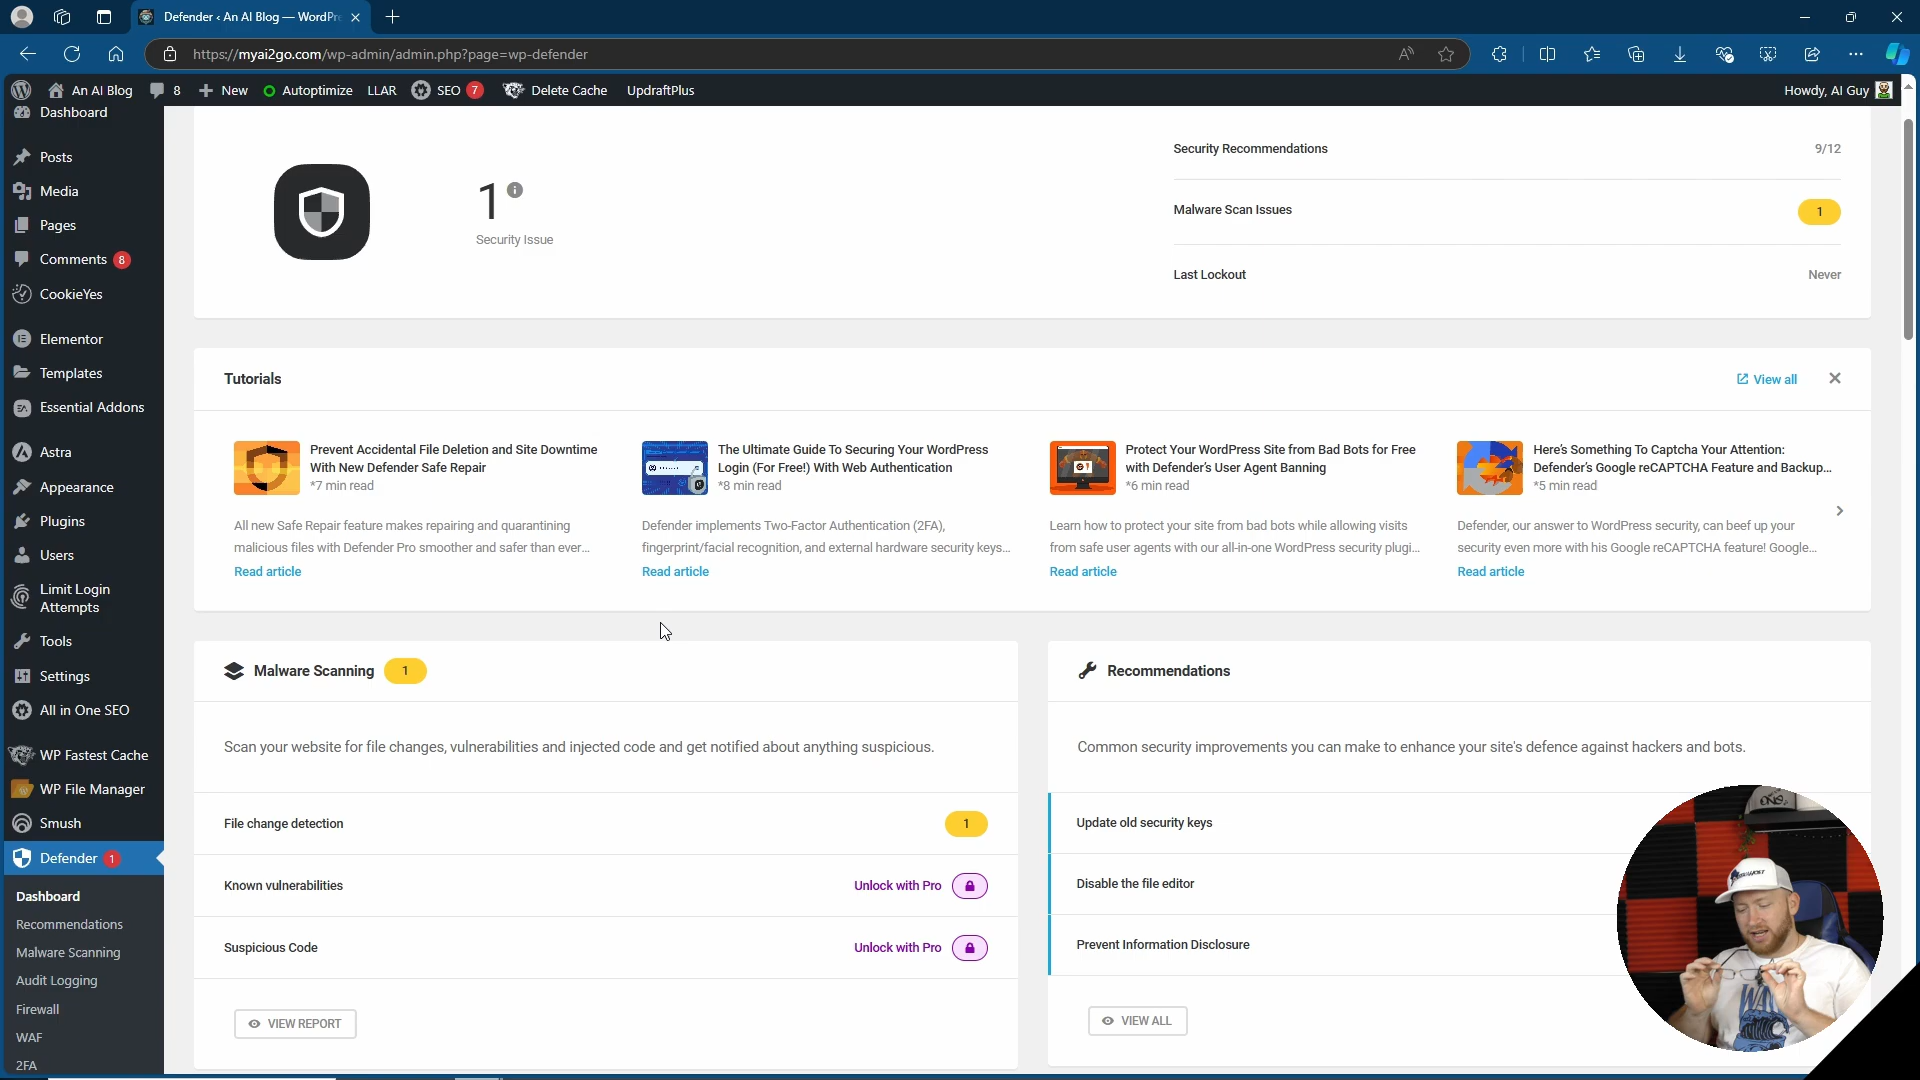 Defender ‹ An AI Blog — WordPr
https://myai2go.com/wp-admin/admin.php?page=wp-defender
An AI Blog
8
New
Autoptimize
LLAR
SEO 7
Delete Cache
UpdraftPlus
Howdy, AI Guy
Dashboard
Posts
Media
Pages
Comments 8
CookieYes
Elementor
Templates
Essential Addons
Astra
Appearance
Plugins
Users
Limit Login
Attempts
Tools
Settings
All in One SEO
WP Fastest Cache
WP File Manager
Smush
Defender 1
Dashboard
Recommendations
Malware Scanning
Audit Logging
Firewall
WAF
2FA
1
Security Issue
Security Recommendations
9/12
Malware Scan Issues
1
Last Lockout
Never
Tutorials
View all
Prevent Accidental File Deletion and Site Downtime
With New Defender Safe Repair
*7 min read
All new Safe Repair feature makes repairing and quarantining
malicious files with Defender Pro smoother and safer than ever...
Read article
The Ultimate Guide To Securing Your WordPress
Login (For Free!) With Web Authentication
*8 min read
Defender implements Two-Factor Authentication (2FA),
fingerprint/facial recognition, and external hardware security keys...
Read article
Protect Your WordPress Site from Bad Bots for Free
with Defender's User Agent Banning
*6 min read
Learn how to protect your site from bad bots while allowing visits
from safe user agents with our all-in-one WordPress security plugi...
Read article
Here's Something To Captcha Your Attention:
Defender's Google reCAPTCHA Feature and Backup...
*5 min read
Defender, our answer to WordPress security, can beef up your
security even more with his Google reCAPTCHA feature! Google...
Read article
Malware Scanning 1
Scan your website for file changes, vulnerabilities and injected code and get notified about anything suspicious.
File change detection
1
Known vulnerabilities
Unlock with Pro
Suspicious Code
Unlock with Pro
VIEW REPORT
Recommendations
Common security improvements you can make to enhance your site's defence against hackers and bots.
Update old security keys
Disable the file editor
Prevent Information Disclosure
VIEW ALL